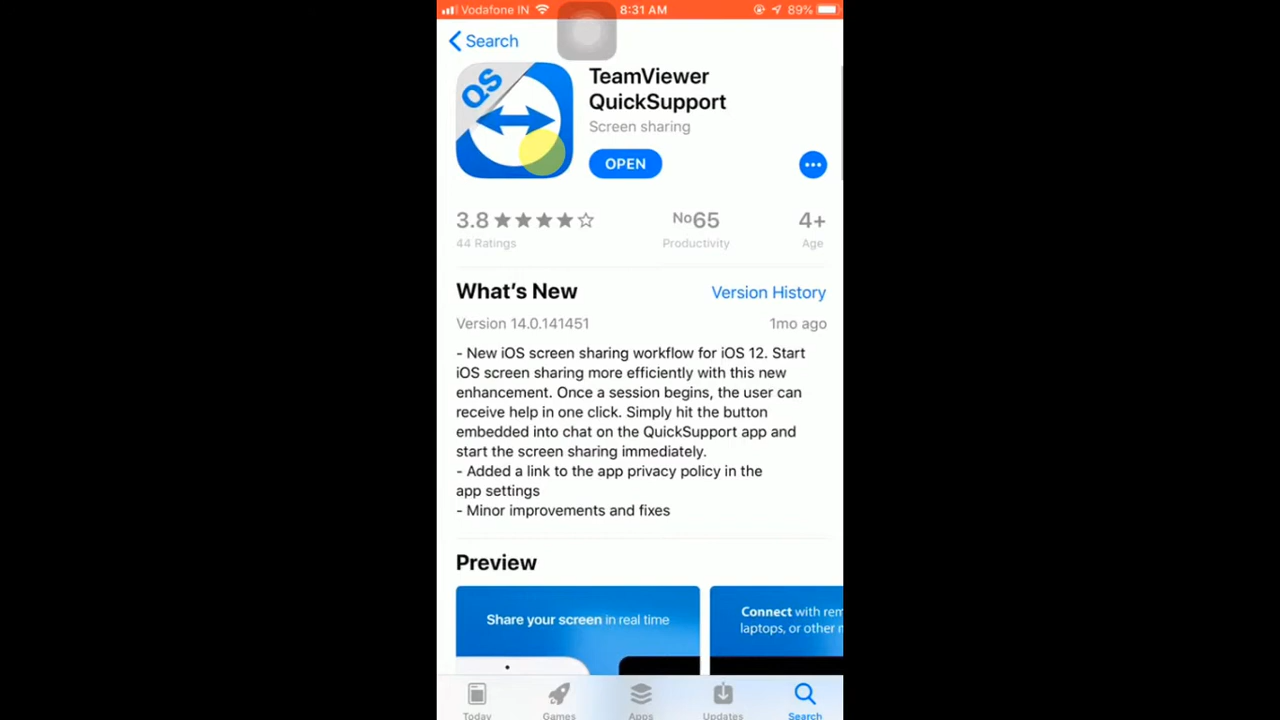 Vodafone IN 8:31 AM 89%
Search
QS
TeamViewer
QuickSupport
Screen sharing
OPEN
3.8 No65 4+
44 Ratings Productivity Age
What's New Version History
Version 14.0.141451 1mo ago
- New iOS screen sharing workflow for iOS 12. Start
iOS screen sharing more efficiently with this new
enhancement. Once a session begins, the user can
receive help in one click. Simply hit the button
embedded into chat on the QuickSupport app and
start the screen sharing immediately.
- Added a link to the app privacy policy in the
app settings
- Minor improvements and fixes
Preview
Share your screen in real time
Connect with rem
laptops, or other m
Today Games Apps Updates Search